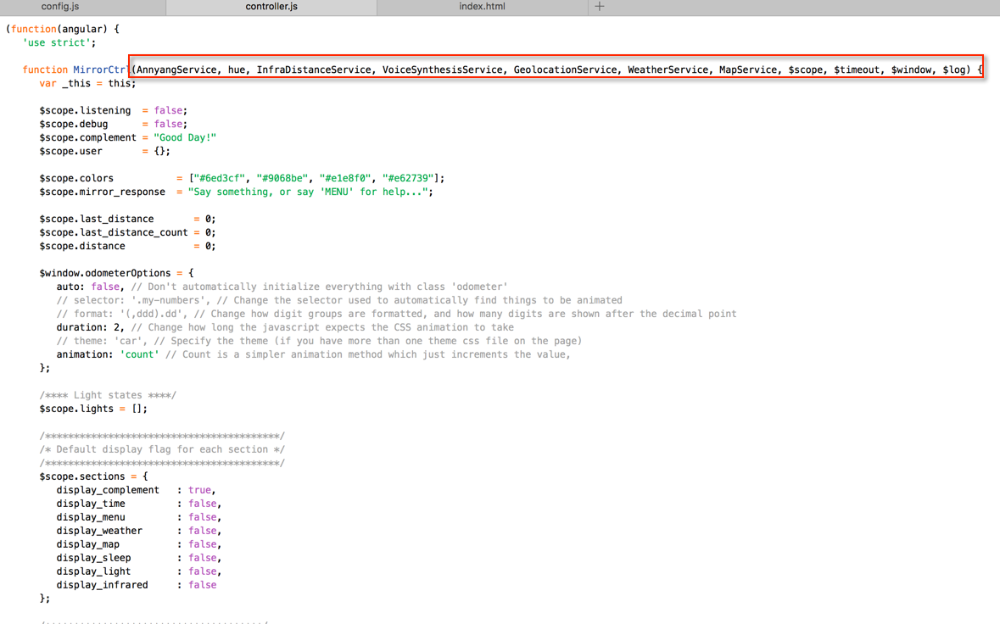 config.js controller.js index.html +
(function(angular) {
'use strict';
function MirrorCtrl(AnnyangService, hue, InfraDistanceService, VoiceSynthesisService, GeolocationService, WeatherService, MapService, $scope, $timeout, $window, $log) {
var _this = this;
$scope.listening = false;
$scope.debug = false;
$scope.complement = "Good Day!"
$scope.user = {};
$scope.colors = ["#6ed3cf", "#9068be", "#e1e8f0", "#e62739"];
$scope.mirror_response = "Say something, or say 'MENU' for help...";
$scope.last_distance = 0;
$scope.last_distance_count = 0;
$scope.distance = 0;
$window.odometerOptions = {
auto: false, // Don't automatically initialize everything with class 'odometer'
// selector: '.my-numbers', // Change the selector used to automatically find things to be animated
// format: '(,ddd).dd', // Change how digit groups are formatted, and how many digits are shown after the decimal point
duration: 2, // Change how long the javascript expects the CSS animation to take
// theme: 'car', // Specify the theme (if you have more than one theme css file on the page)
animation: 'count' // Count is a simpler animation method which just increments the value,
};
/**** Light states ****/
$scope.lights = [];
/*****************************************/
/* Default display flag for each section */
/*****************************************/
$scope.sections = {
display_complement : true,
display_time : false,
display_menu : false,
display_weather : false,
display_map : false,
display_sleep : false,
display_light : false,
display_infrared : false
};